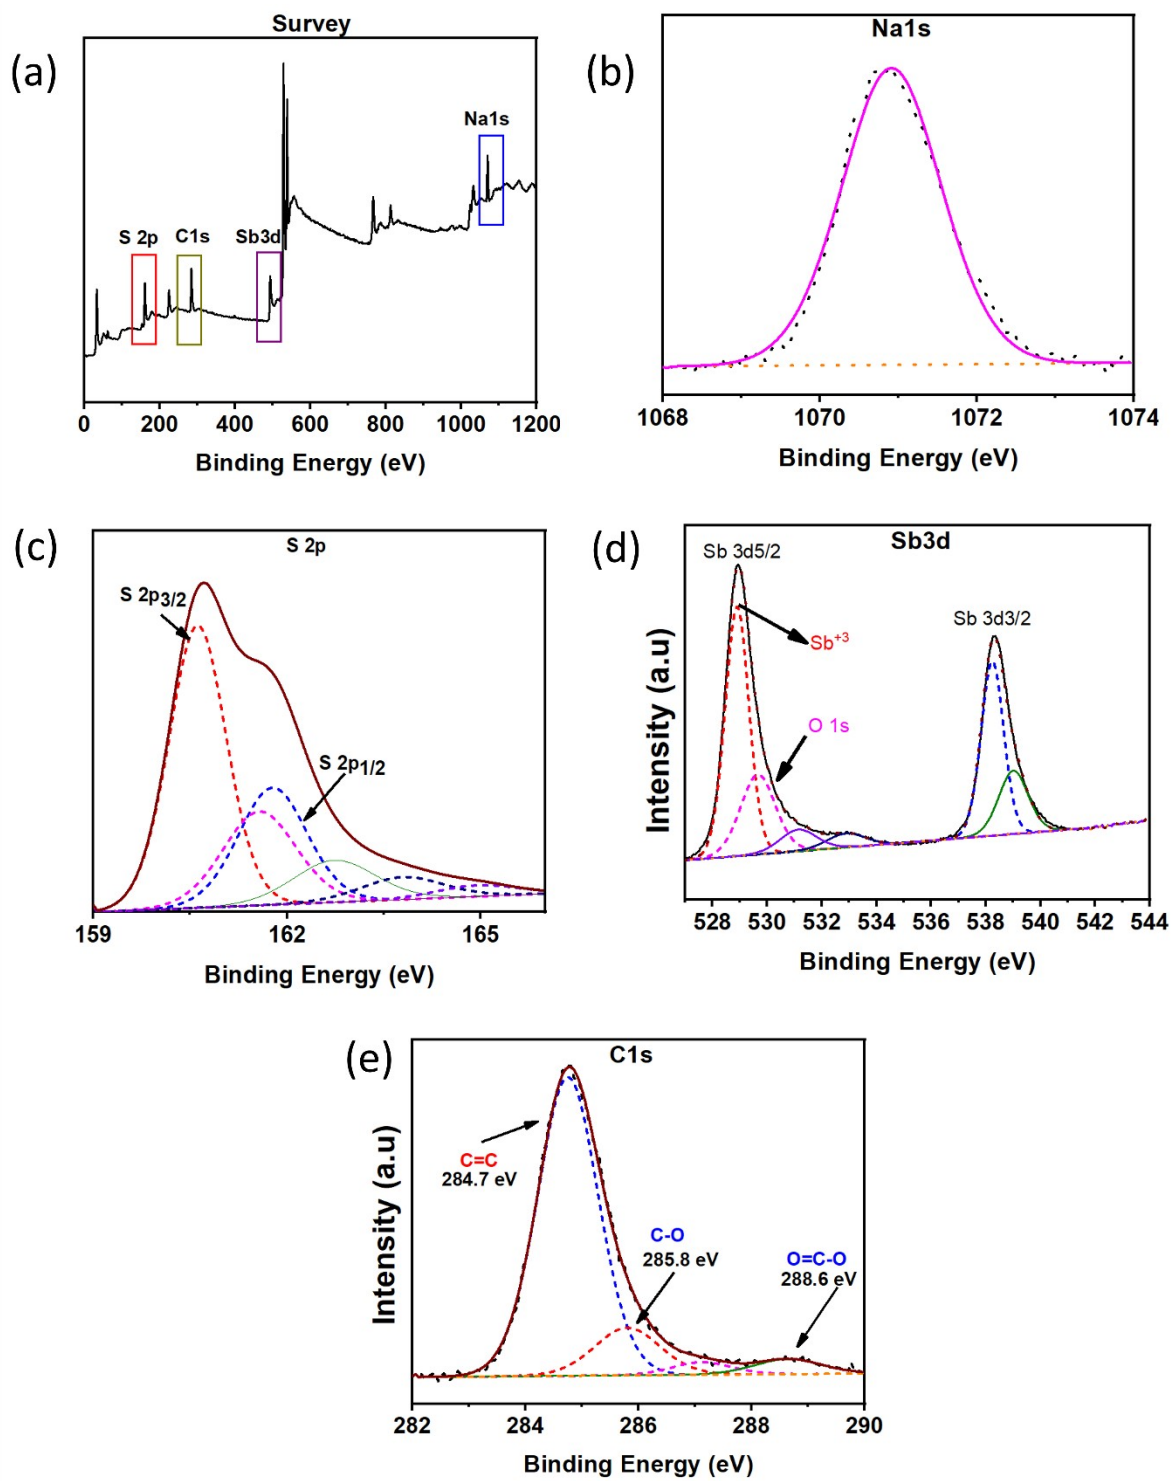 (a)
Survey
S 2p
C1s
Sb3d
Na1s
0 200 400 600 800 1000 1200
Binding Energy (eV)
(b)
Na1s
1068 1070 1072 1074
Binding Energy (eV)
(c)
S 2p
S 2p3/2
S 2p1/2
159 162 165
Binding Energy (eV)
(d)
Sb3d
Sb 3d5/2
Sb 3d3/2
Sb+3
O 1s
Intensity (a.u)
528 530 532 534 536 538 540 542 544
Binding Energy (eV)
(e)
C1s
C=C
284.7 eV
C-O
285.8 eV
O=C-O
288.6 eV
Intensity (a.u)
282 284 286 288 290
Binding Energy (eV)